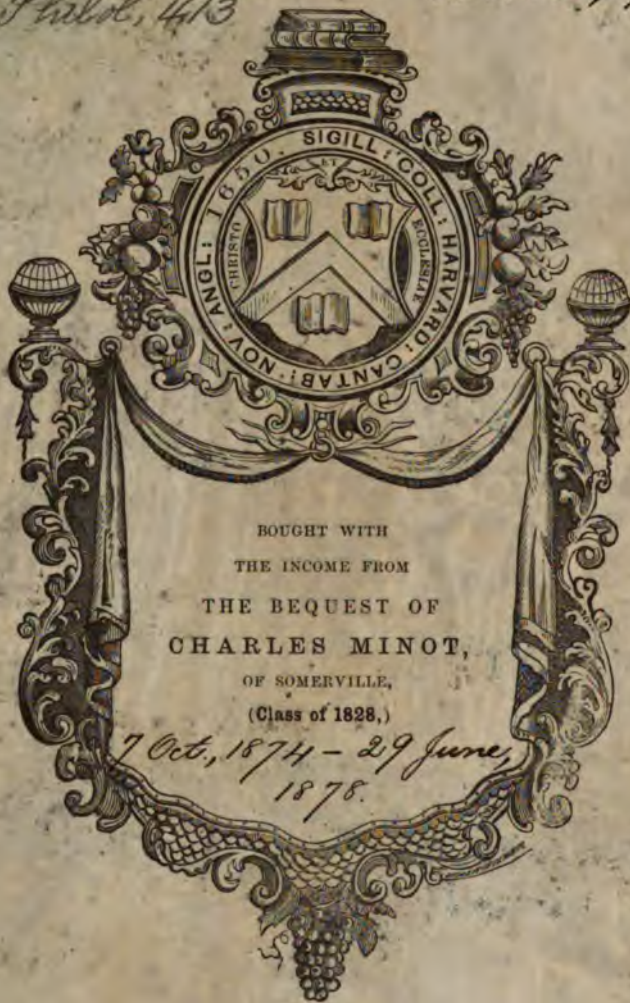 Philol, 413
SIGILL: COLL: HARVARD: CANTAB: NOV: ANGL: 1650.
ET
CHRISTO
ECCLESIAE
BOUGHT WITH
THE INCOME FROM
THE BEQUEST OF
CHARLES MINOT,
OF SOMERVILLE,
(Class of 1828,)
7 Oct., 1874 – 29 June,
1878.